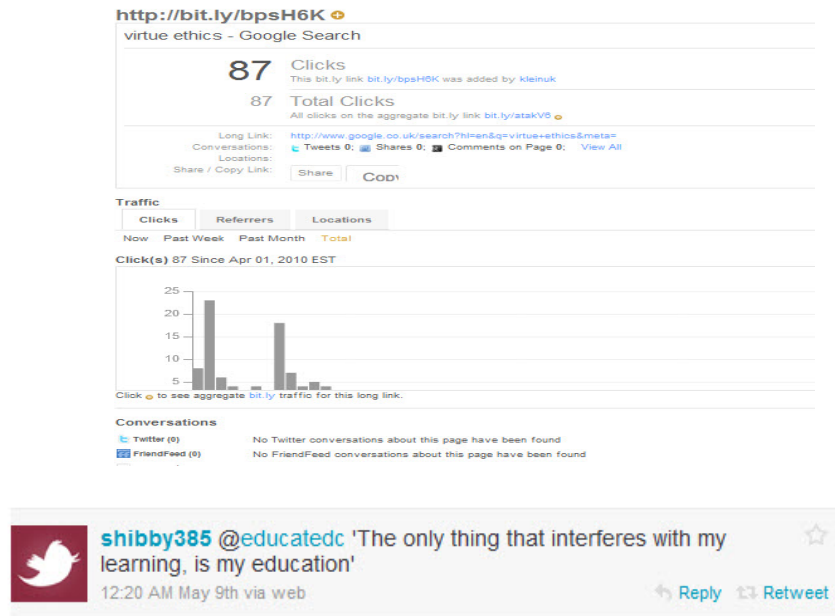 http://bit.ly/bpsH6K
virtue ethics - Google Search
87 Clicks
This bit.ly link bit.ly/bpsH6K was added by kleinuk
87 Total Clicks
All clicks on the aggregate bit.ly link bit.ly/atakV6
Long Link: http://www.google.co.uk/search?hl=en&q=virtue+ethics&meta=
Conversations: Tweets 0; Shares 0; Comments on Page 0; View All
Locations:
Share / Copy Link: Share Copy
Traffic
Clicks Referrers Locations
Now Past Week Past Month Total
Click(s) 87 Since Apr 01, 2010 EST
25
20
15
10
5
Click to see aggregate bit.ly traffic for this long link.
Conversations
Twitter (0) No Twitter conversations about this page have been found
FriendFeed (0) No FriendFeed conversations about this page have been found
shibby385 @educatedc 'The only thing that interferes with my
learning, is my education'
12:20 AM May 9th via web Reply Retweet